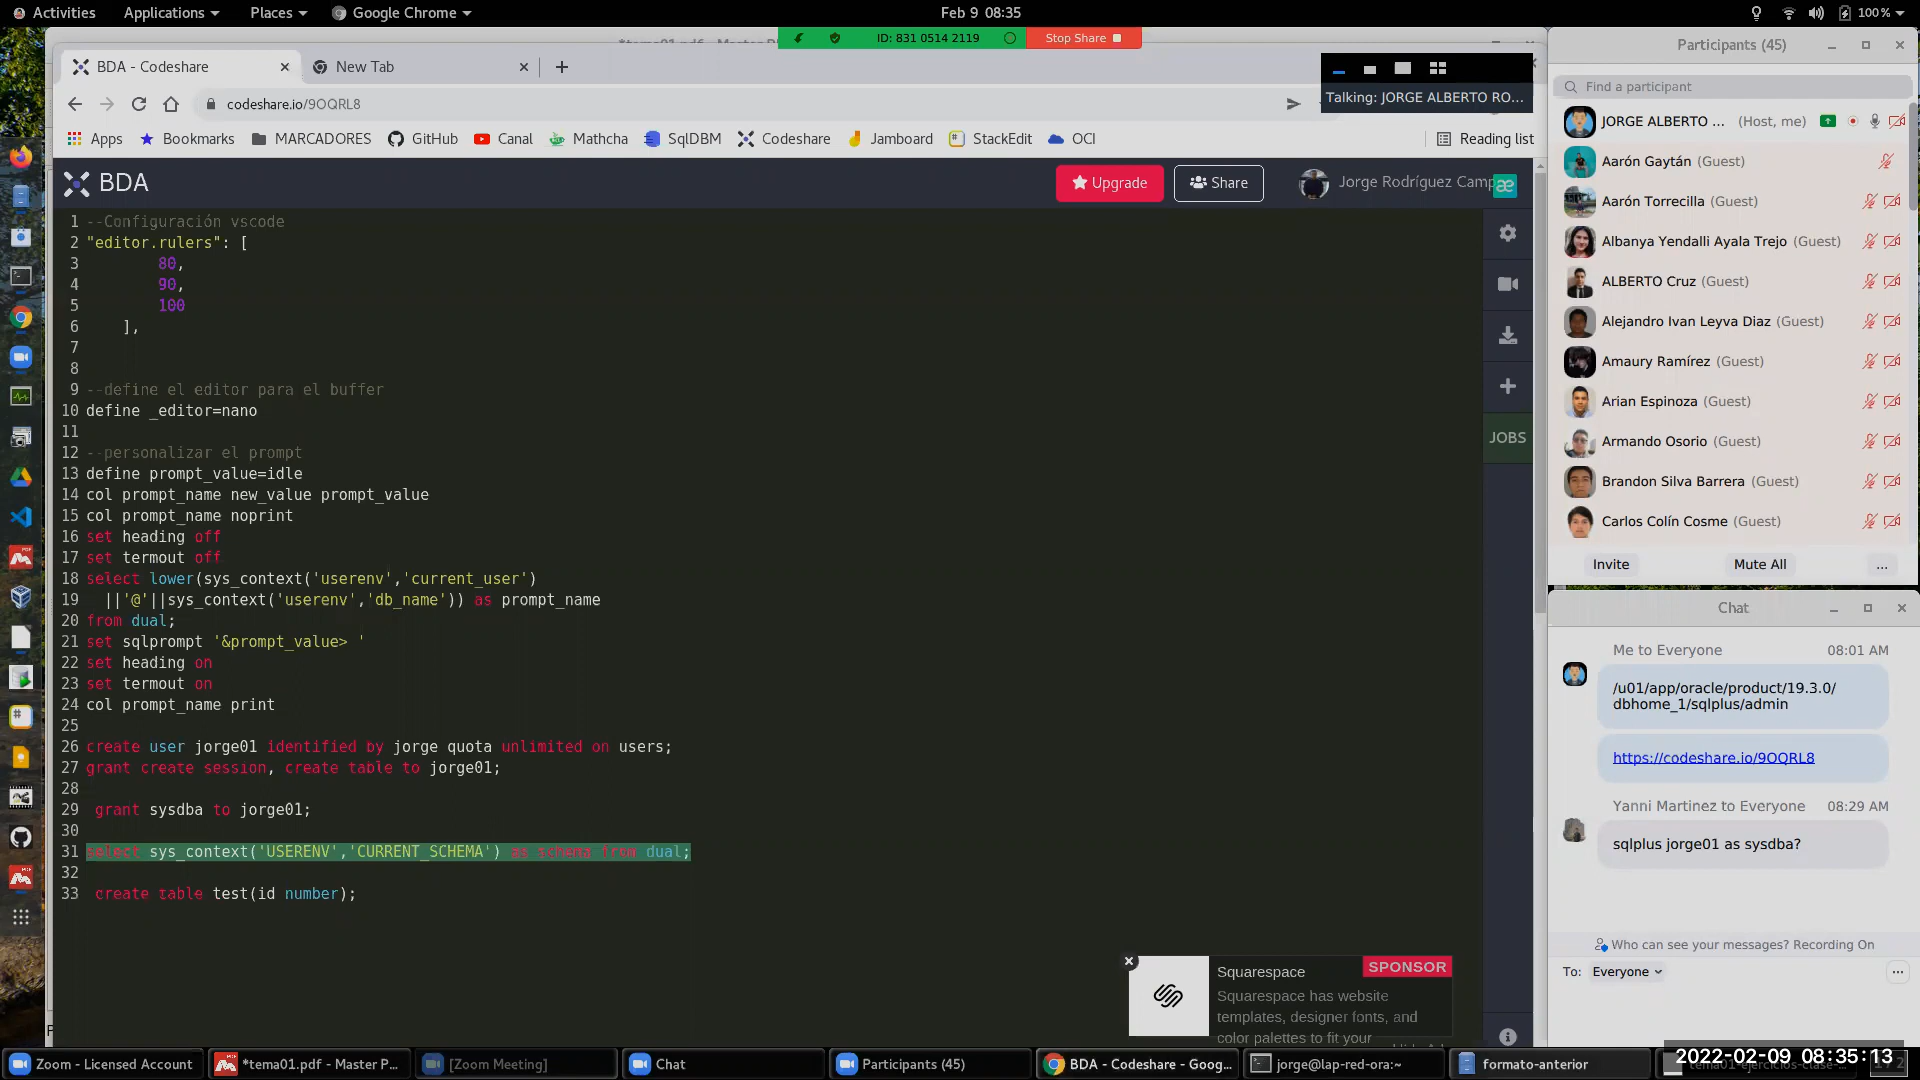 Activities
Applications
Places
Google Chrome
Feb 9 08:35
100%
ID: 831 0514 2119
Stop Share
BDA - Codeshare
New Tab
Talking: JORGE ALBERTO RO...
codeshare.io/9OQRL8
Apps
Bookmarks
MARCADORES
GitHub
Canal
Mathcha
SqlDBM
Codeshare
Jamboard
StackEdit
OCI
Reading list
BDA
Upgrade
Share
Jorge Rodríguez Camp
1 --Configuración vscode
2 "editor.rulers": [
3 80,
4 90,
5 100
6 ],
7
8
9 --define el editor para el buffer
10 define _editor=nano
11
12 --personalizar el prompt
13 define prompt_value=idle
14 col prompt_name new_value prompt_value
15 col prompt_name noprint
16 set heading off
17 set termout off
18 select lower(sys_context('userenv','current_user')
19 ||'@'||sys_context('userenv','db_name')) as prompt_name
20 from dual;
21 set sqlprompt '&prompt_value> '
22 set heading on
23 set termout on
24 col prompt_name print
25
26 create user jorge01 identified by jorge quota unlimited on users;
27 grant create session, create table to jorge01;
28
29 grant sysdba to jorge01;
30
31 select sys_context('USERENV','CURRENT_SCHEMA') as schema from dual;
32
33 create table test(id number);
JOBS
Squarespace
SPONSOR
Squarespace has website
templates, designer fonts, and
color palettes to fit your
Participants (45)
Find a participant
JORGE ALBERTO ... (Host, me)
Aarón Gaytán (Guest)
Aarón Torrecilla (Guest)
Albanya Yendalli Ayala Trejo (Guest)
ALBERTO Cruz (Guest)
Alejandro Ivan Leyva Diaz (Guest)
Amaury Ramírez (Guest)
Arian Espinoza (Guest)
Armando Osorio (Guest)
Brandon Silva Barrera (Guest)
Carlos Colín Cosme (Guest)
Invite
Mute All
...
Chat
Me to Everyone 08:01 AM
/u01/app/oracle/product/19.3.0/
dbhome_1/sqlplus/admin
https://codeshare.io/9OQRL8
Yanni Martinez to Everyone 08:29 AM
sqlplus jorge01 as sysdba?
Who can see your messages? Recording On
To: Everyone
Zoom - Licensed Account
*tema01.pdf - Master P...
[Zoom Meeting]
Chat
Participants (45)
BDA - Codeshare - Goog...
jorge@lap-red-ora:~
formato-anterior
2022-02-09 08:35:13